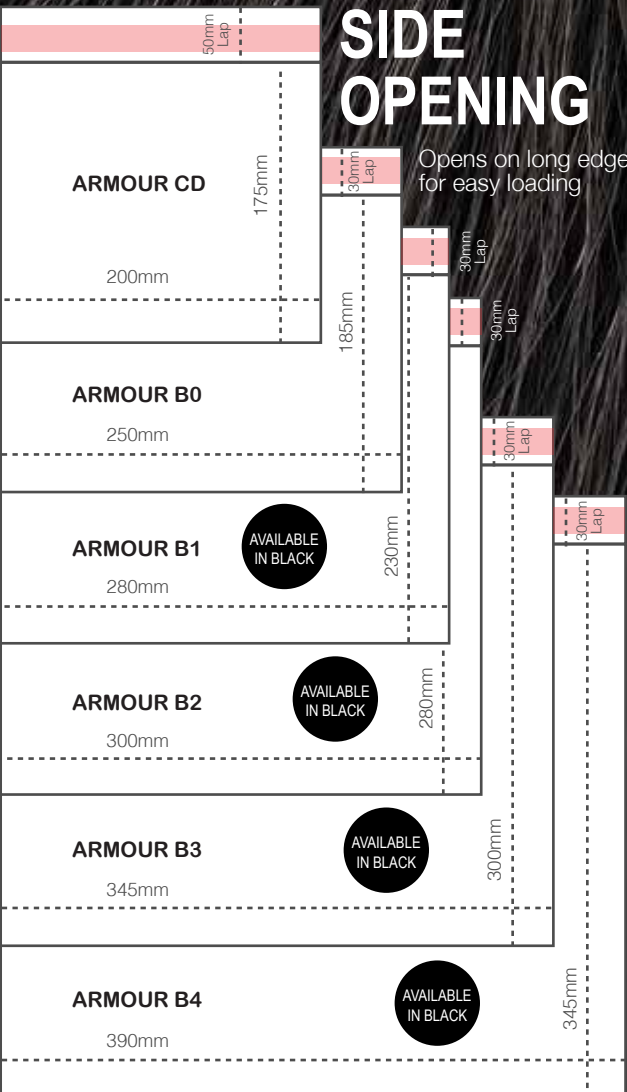 SIDE
OPENING
Opens on long edge
for easy loading
50mm
Lap
ARMOUR CD
175mm
200mm
30mm
Lap
ARMOUR B0
185mm
250mm
30mm
Lap
ARMOUR B1
AVAILABLE
IN BLACK
230mm
280mm
30mm
Lap
ARMOUR B2
AVAILABLE
IN BLACK
280mm
300mm
30mm
Lap
ARMOUR B3
AVAILABLE
IN BLACK
300mm
345mm
30mm
Lap
ARMOUR B4
AVAILABLE
IN BLACK
345mm
390mm